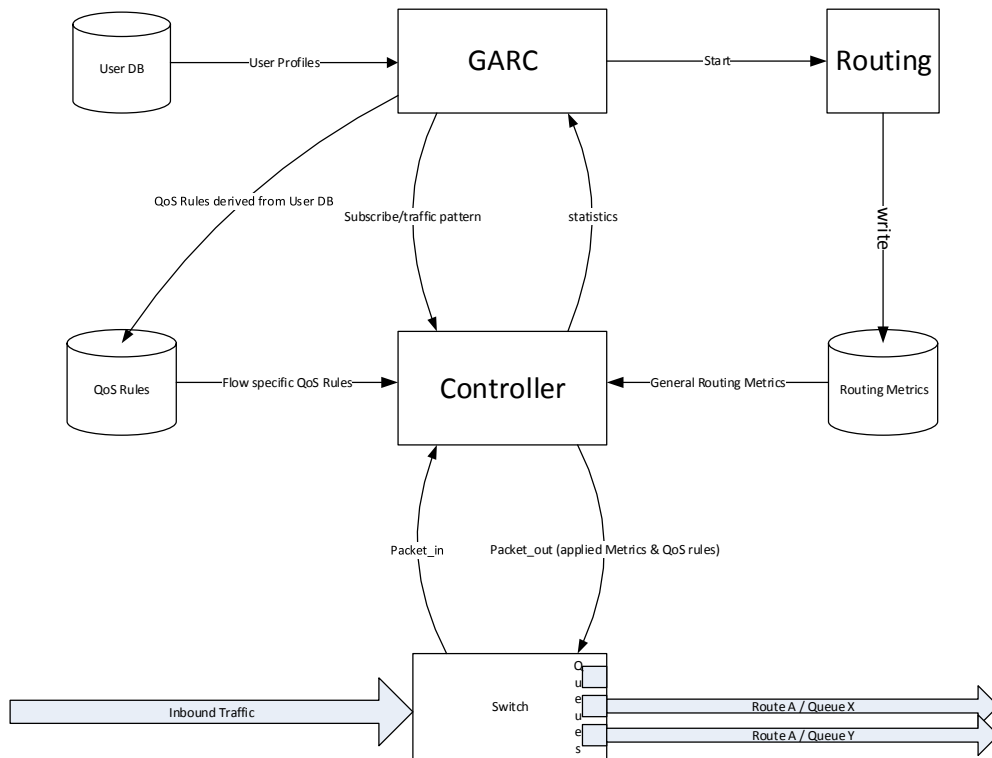 GARC
Routing
User DB
User Profiles
Start
QoS Rules derived from User DB
Subscribe/traffic pattern
statistics
write
QoS Rules
Flow specific QoS Rules
Controller
General Routing Metrics
Routing Metrics
Packet_in
Packet_out (applied Metrics & QoS rules)
Queues
Switch
Inbound Traffic
Route A / Queue X
Route A / Queue Y